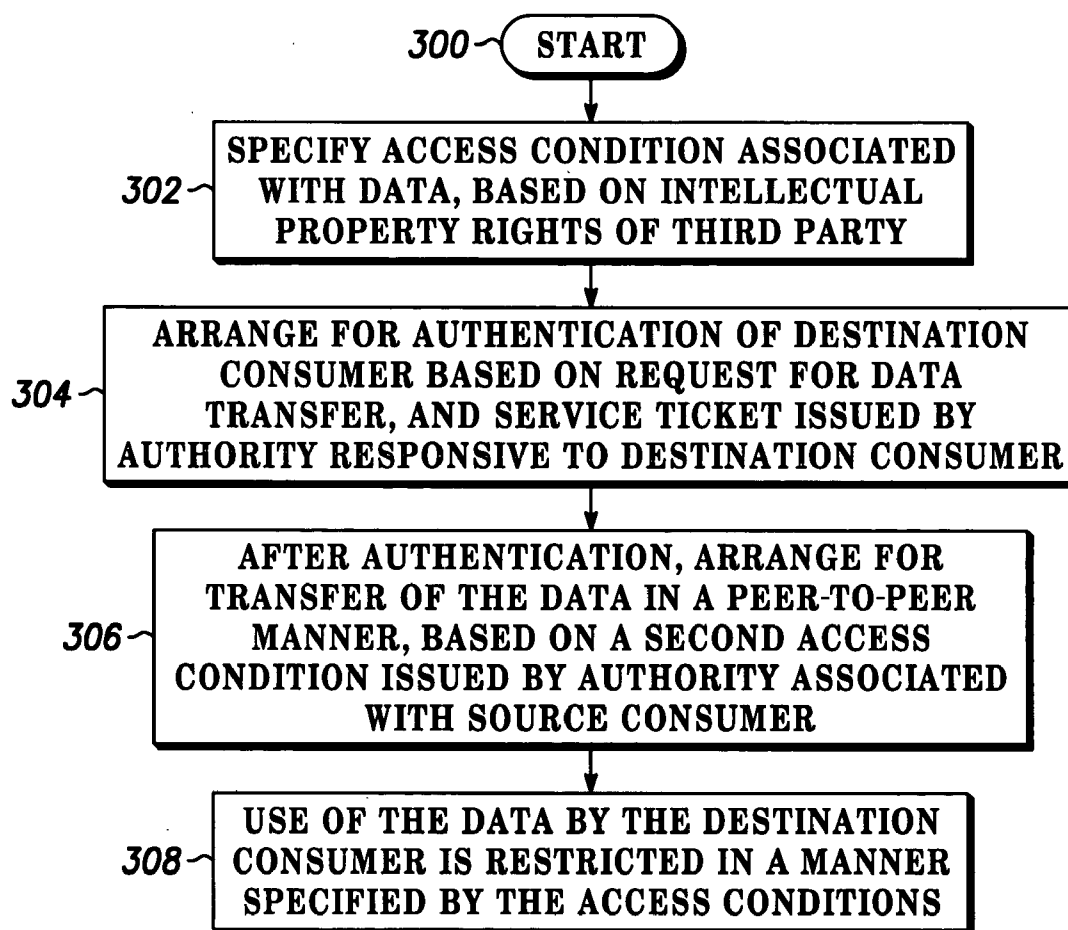 300 START
SPECIFY ACCESS CONDITION ASSOCIATED
302 WITH DATA, BASED ON INTELLECTUAL
PROPERTY RIGHTS OF THIRD PARTY
ARRANGE FOR AUTHENTICATION OF DESTINATION
CONSUMER BASED ON REQUEST FOR DATA
304 TRANSFER, AND SERVICE TICKET ISSUED BY
AUTHORITY RESPONSIVE TO DESTINATION CONSUMER
AFTER AUTHENTICATION, ARRANGE FOR
TRANSFER OF THE DATA IN A PEER-TO-PEER
306 MANNER, BASED ON A SECOND ACCESS
CONDITION ISSUED BY AUTHORITY ASSOCIATED
WITH SOURCE CONSUMER
USE OF THE DATA BY THE DESTINATION
308 CONSUMER IS RESTRICTED IN A MANNER
SPECIFIED BY THE ACCESS CONDITIONS